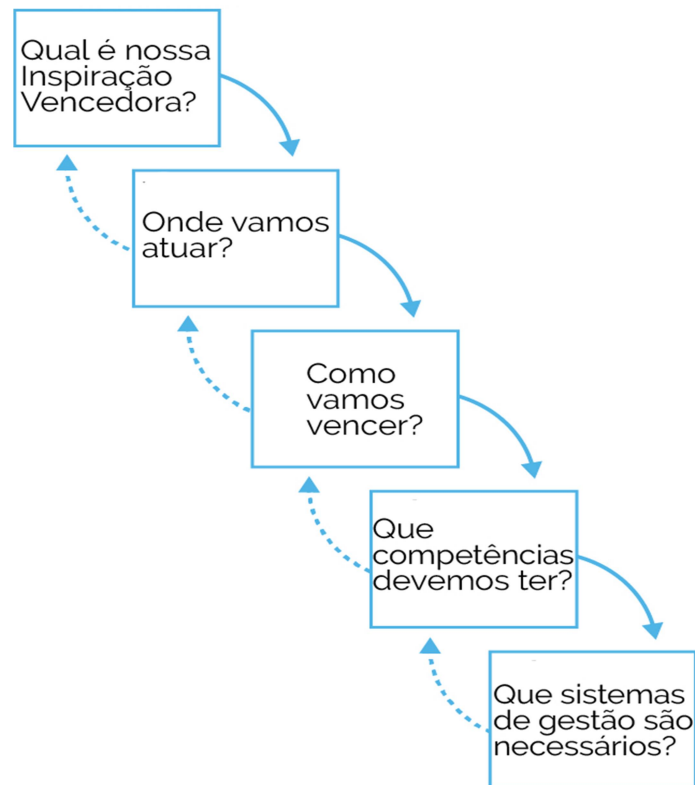 Qual é nossa
Inspiração
Vencedora?
Onde vamos
atuar?
Como
vamos
vencer?
Que
competências
devemos ter?
Que sistemas
de gestão são
necessários?